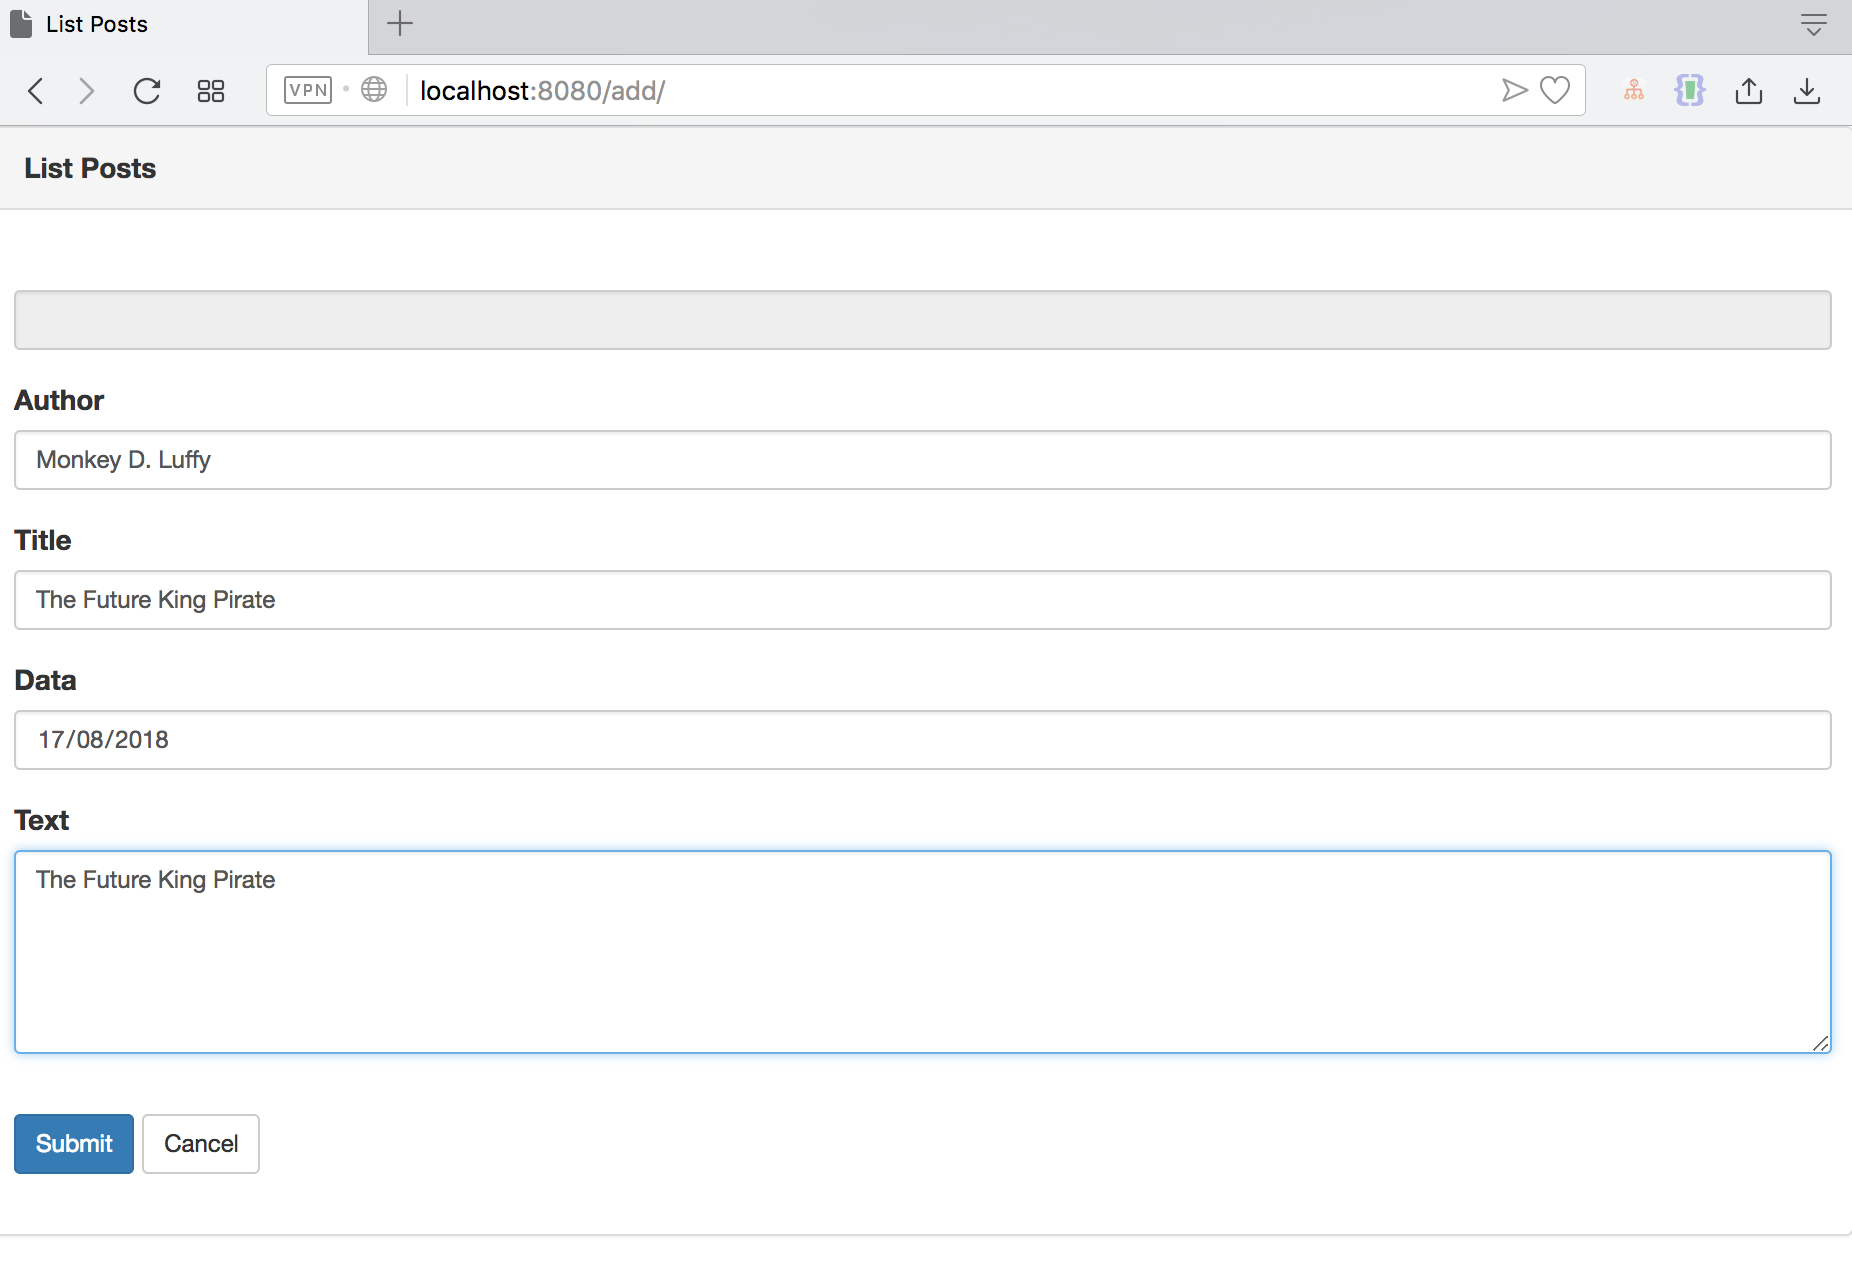 List Posts
VPN
localhost:8080/add/
List Posts
Author
Monkey D. Luffy
Title
The Future King Pirate
Data
17/08/2018
Text
The Future King Pirate
Submit Cancel